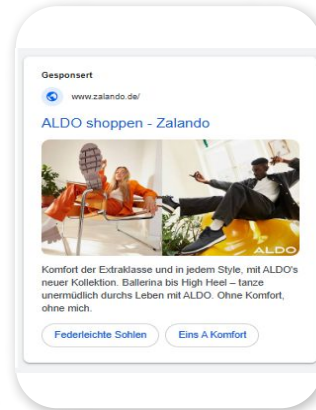 Gesponsert
www.zalando.de/
ALDO shoppen - Zalando
ALDO
Komfort der Extraklasse und in jedem Style, mit ALDO's
neuer Kollektion. Ballerina bis High Heel – tanze
unermüdlich durchs Leben mit ALDO. Ohne Komfort,
ohne mich.
Federleichte Sohlen
Eins A Komfort